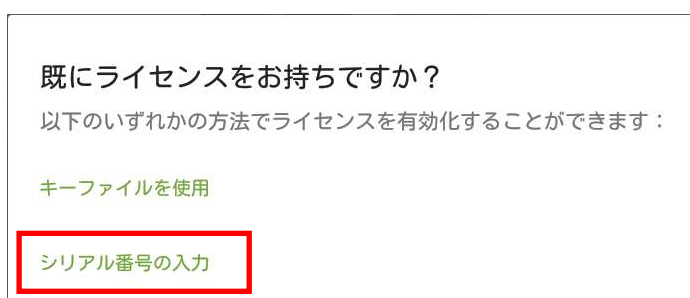 既にライセンスをお持ちですか？
以下のいずれかの方法でライセンスを有効化することができます：
キーファイルを使用
シリアル番号の入力